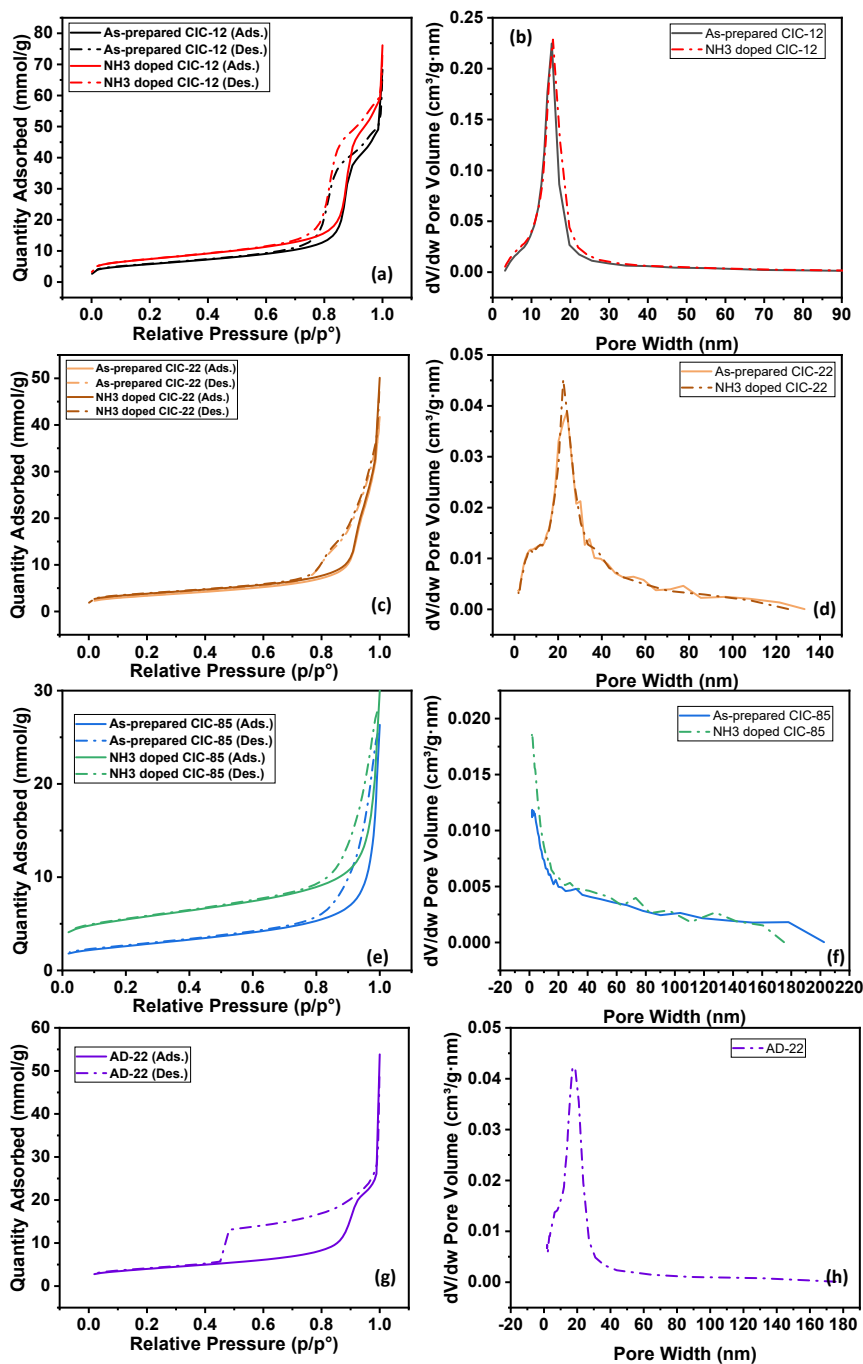 As-prepared CIC-12 (Ads.)
As-prepared CIC-12 (Des.)
NH3 doped CIC-12 (Ads.)
NH3 doped CIC-12 (Des.)
Quantity Adsorbed (mmol/g)
80
70
60
50
40
30
20
10
0
(a)
0.0 0.2 0.4 0.6 0.8 1.0
Relative Pressure (p/p°)
(b)
As-prepared CIC-12
NH3 doped CIC-12
dV/dw Pore Volume (cm³/g·nm)
0.25
0.20
0.15
0.10
0.05
0.00
0 10 20 30 40 50 60 70 80 90
Pore Width (nm)
As-prepared CIC-22 (Ads.)
As-prepared CIC-22 (Des.)
NH3 doped CIC-22 (Ads.)
NH3 doped CIC-22 (Des.)
Quantity Adsorbed (mmol/g)
50
40
30
20
10
0
(c)
0.0 0.2 0.4 0.6 0.8 1.0
Relative Pressure (p/p°)
As-prepared CIC-22
NH3 doped CIC-22
dV/dw Pore Volume (cm³/g·nm)
0.05
0.04
0.03
0.02
0.01
0.00
(d)
0 20 40 60 80 100 120 140
Pore Width (nm)
As-prepared CIC-85 (Ads.)
As-prepared CIC-85 (Des.)
NH3 doped CIC-85 (Ads.)
NH3 doped CIC-85 (Des.)
Quantity Adsorbed (mmol/g)
30
20
10
0
(e)
0.0 0.2 0.4 0.6 0.8 1.0
Relative Pressure (p/p°)
As-prepared CIC-85
NH3 doped CIC-85
dV/dw Pore Volume (cm³/g·nm)
0.020
0.015
0.010
0.005
0.000
(f)
-20 0 20 40 60 80 100 120 140 160 180 200 220
Pore Width (nm)
AD-22 (Ads.)
AD-22 (Des.)
Quantity Adsorbed (mmol/g)
60
50
40
30
20
10
0
(g)
0.0 0.2 0.4 0.6 0.8 1.0
Relative Pressure (p/p°)
AD-22
dV/dw Pore Volume (cm³/g·nm)
0.05
0.04
0.03
0.02
0.01
0.00
(h)
-20 0 20 40 60 80 100 120 140 160 180
Pore Width (nm)